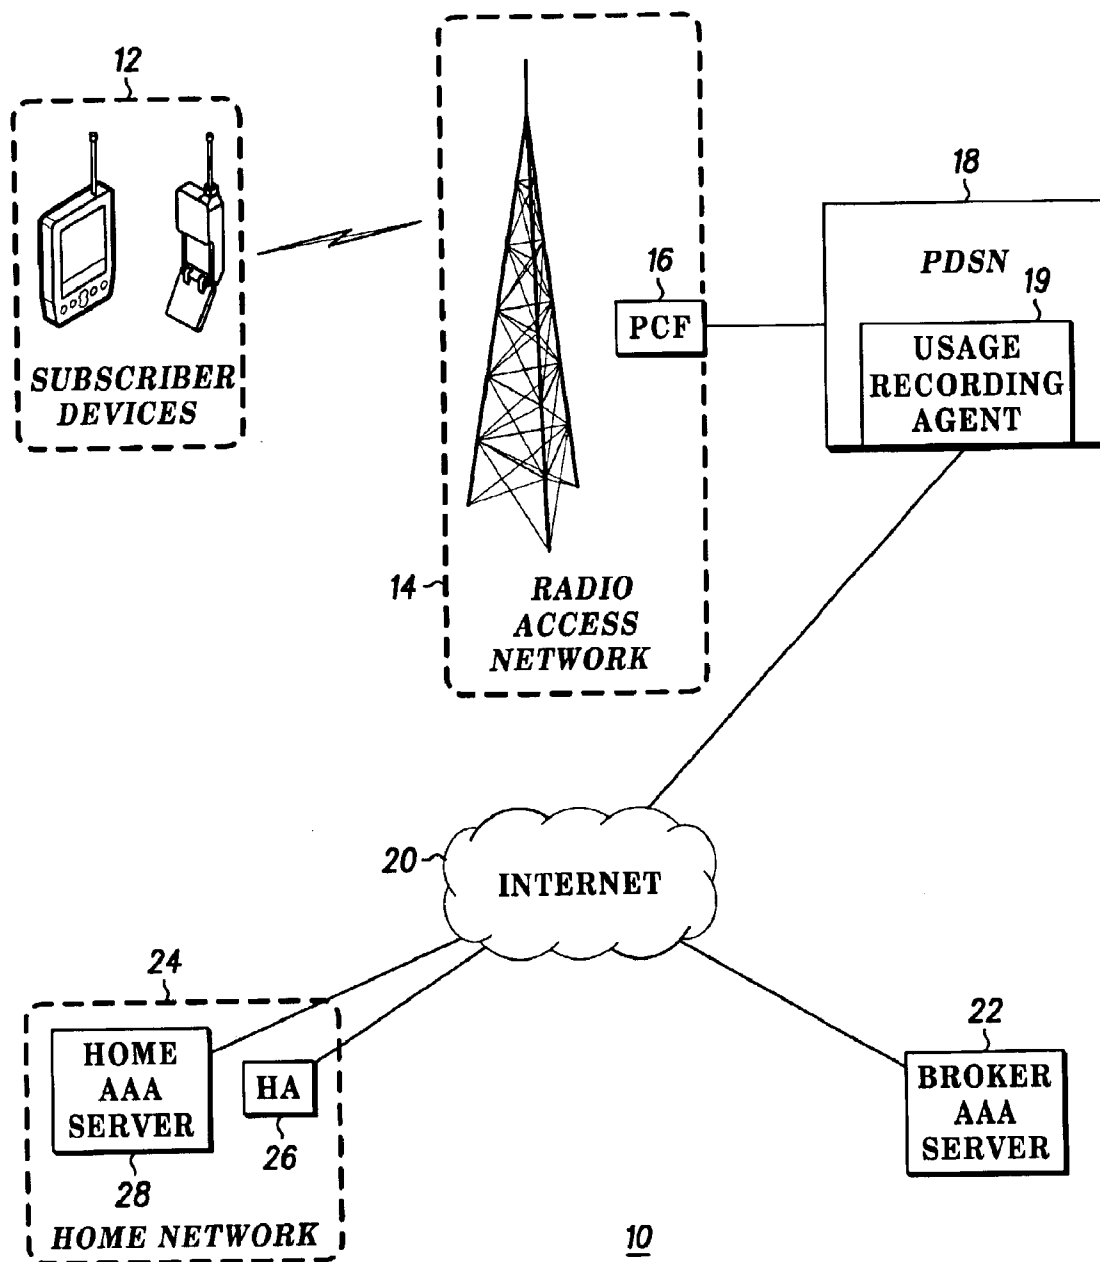 12
SUBSCRIBER
DEVICES
14
RADIO
ACCESS
NETWORK
16
PCF
18
PDSN
19
USAGE
RECORDING
AGENT
20
INTERNET
24
HOME
AAA
SERVER
28
HA
26
HOME NETWORK
22
BROKER
AAA
SERVER
10